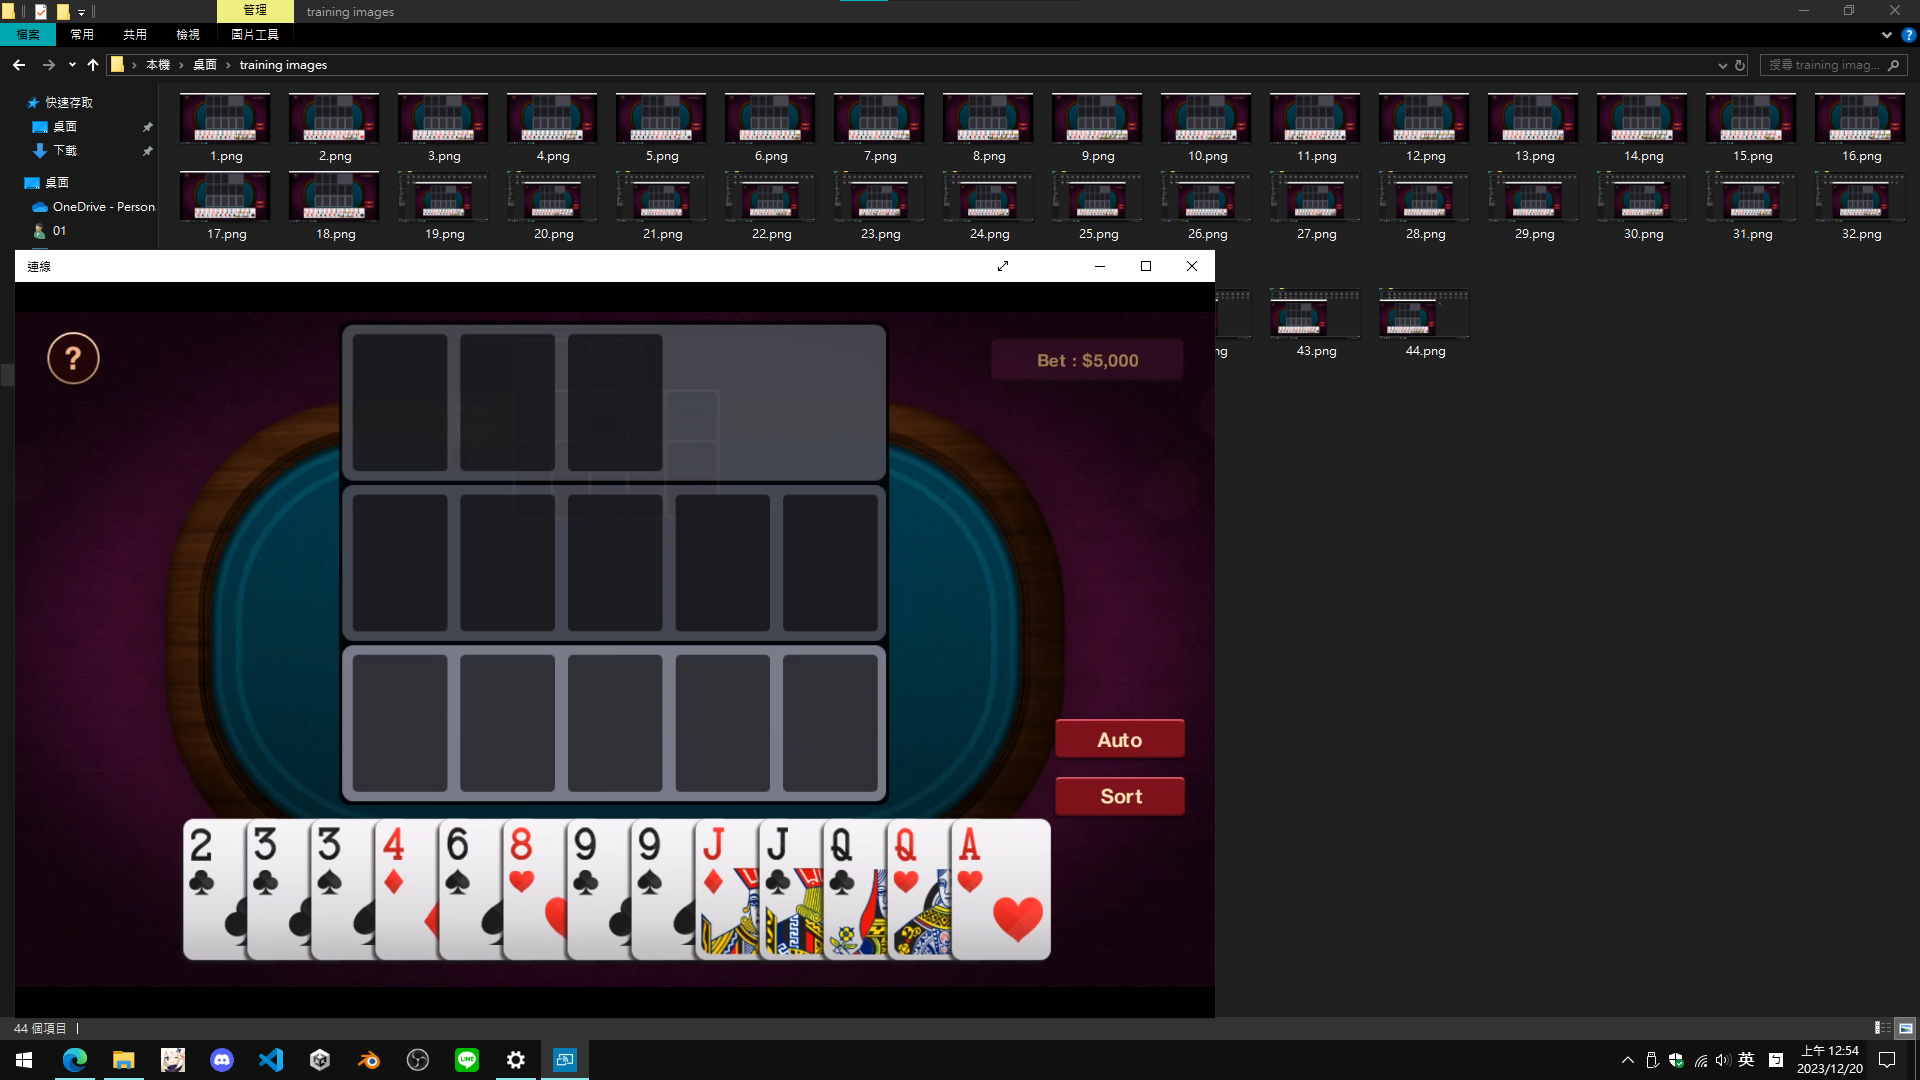 管理
training images
檔案
常用
共用
檢視
圖片工具
本機 › 桌面 › training images
搜尋 training imag...
快速存取
桌面
下載
桌面
OneDrive - Person
01
1.png
2.png
3.png
4.png
5.png
6.png
7.png
8.png
9.png
10.png
11.png
12.png
13.png
14.png
15.png
16.png
17.png
18.png
19.png
20.png
21.png
22.png
23.png
24.png
25.png
26.png
27.png
28.png
29.png
30.png
31.png
32.png
ng
43.png
44.png
連線
?
Bet : $5,000
Auto
Sort
2 3 3 4 6 8 9 9 J J Q Q A
44 個項目
LINE
英
ㄅ
上午 12:54
2023/12/20